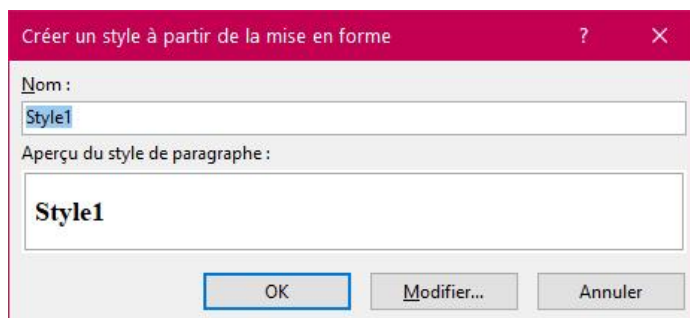 Créer un style à partir de la mise en forme ? ×
Nom :
Style1
Aperçu du style de paragraphe :
Style1
OK Modifier... Annuler